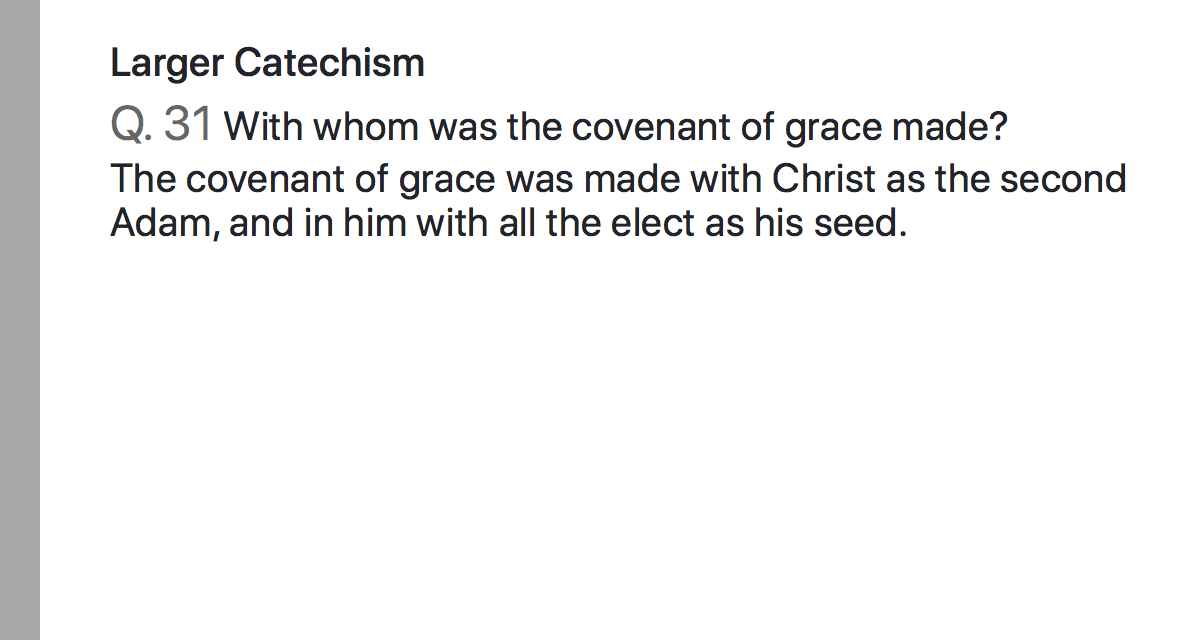 Larger Catechism
Q. 31 With whom was the covenant of grace made?
The covenant of grace was made with Christ as the second
Adam, and in him with all the elect as his seed.